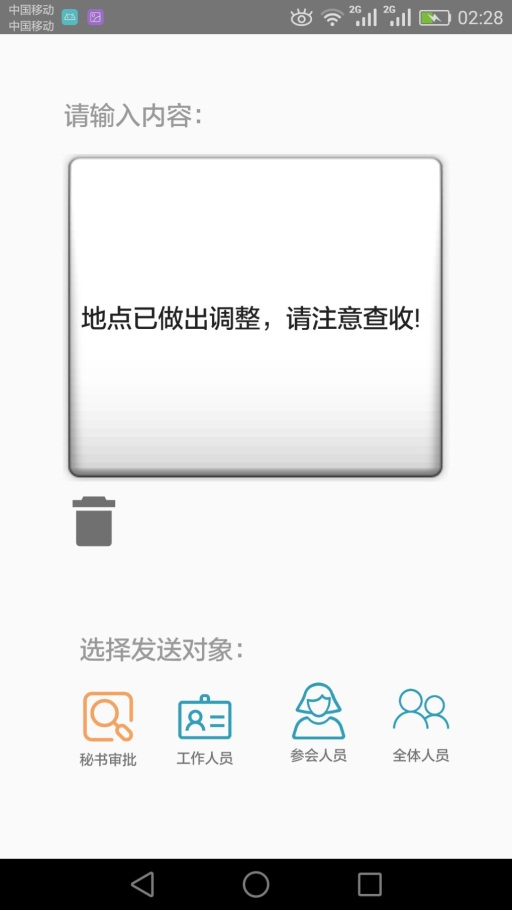 中国移动
中国移动
2G 2G 02:28
请输入内容：
地点已做出调整，请注意查收!
选择发送对象：
秘书审批 工作人员 参会人员 全体人员